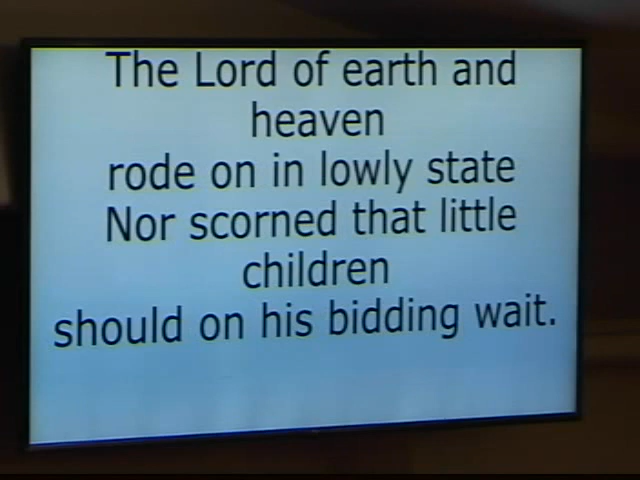 The Lord of earth and
heaven
rode on in lowly state
Nor scorned that little
children
should on his bidding wait.